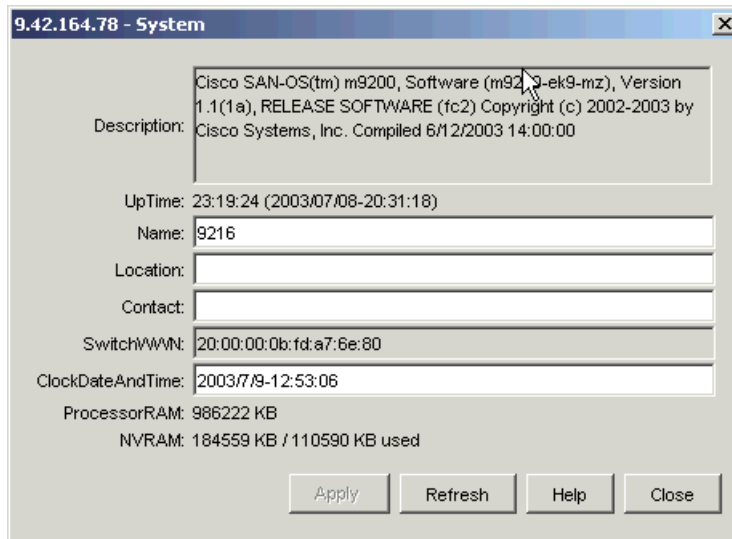 9.42.164.78 - System
Description:
Cisco SAN-OS(tm) m9200, Software (m9200-ek9-mz), Version
1.1(1a), RELEASE SOFTWARE (fc2) Copyright (c) 2002-2003 by
Cisco Systems, Inc. Compiled 6/12/2003 14:00:00
UpTime: 23:19:24 (2003/07/08-20:31:18)
Name: 9216
Location:
Contact:
SwitchWWN: 20:00:00:0b:fd:a7:6e:80
ClockDateAndTime: 2003/7/9-12:53:06
ProcessorRAM: 986222 KB
NVRAM: 184559 KB / 110590 KB used
Apply Refresh Help Close